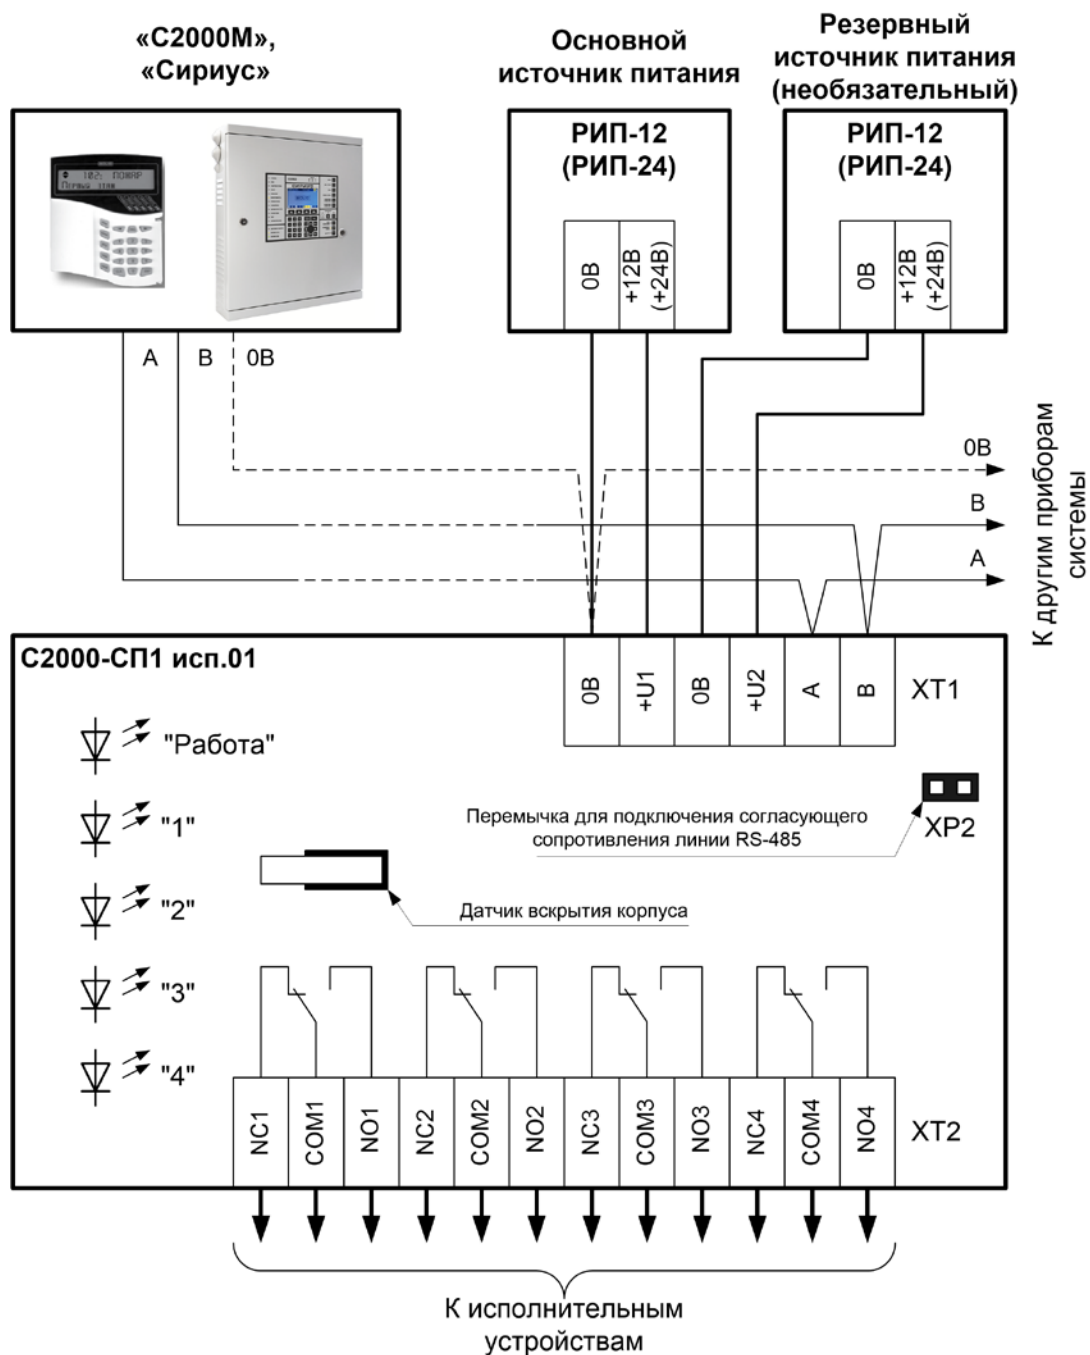 «С2000М»,
«Сириус»
Основной
источник питания
Резервный
источник питания
(необязательный)
102: ПОЖАР
РИП-12
(РИП-24)
0В
+12В
(+24В)
РИП-12
(РИП-24)
0В
+12В
(+24В)
А
В
0В
0В
В
А
К другим приборам
системы
С2000-СП1 исп.01
0В
+U1
0В
+U2
А
В
XT1
"Работа"
"1"
"2"
"3"
"4"
Перемычка для подключения согласующего
сопротивления линии RS-485
XP2
Датчик вскрытия корпуса
NC1
COM1
NO1
NC2
COM2
NO2
NC3
COM3
NO3
NC4
COM4
NO4
XT2
К исполнительным
устройствам